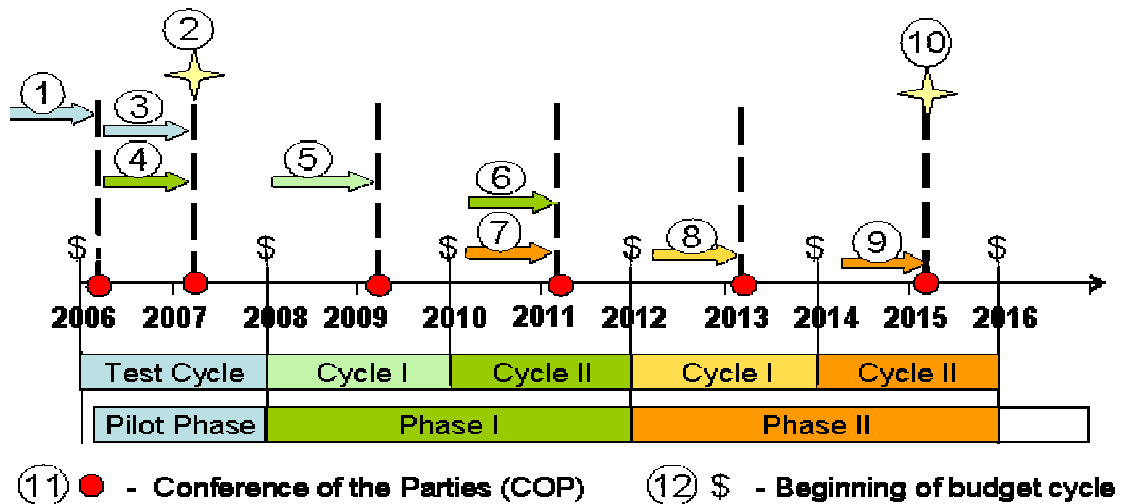 2
10
1
3
4
5
6
7
8
9
$ $ $ $ $ $
2006 2007 2008 2009 2010 2011 2012 2013 2014 2015 2016
Test Cycle Cycle I Cycle II Cycle I Cycle II
Pilot Phase Phase I Phase II
11 - Conference of the Parties (COP) 12 $ - Beginning of budget cycle